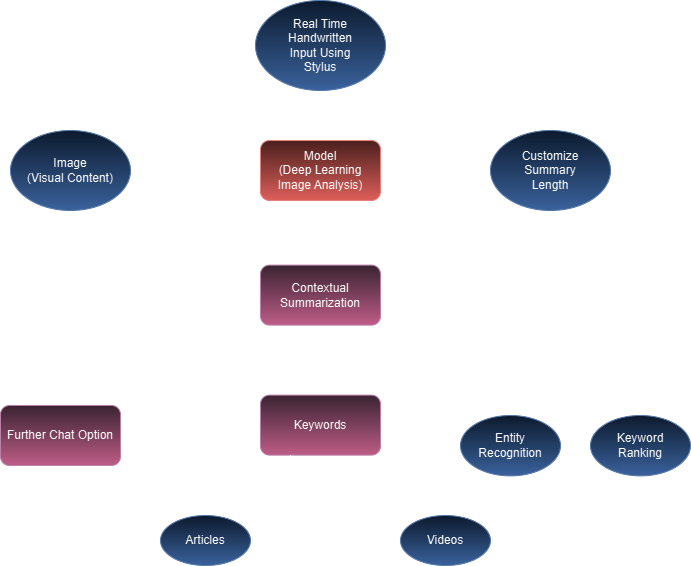 Real Time
Handwritten
Input Using
Stylus
Image
(Visual Content)
Model
(Deep Learning
Image Analysis)
Customize
Summary
Length
Contextual
Summarization
Further Chat Option
Keywords
Entity
Recognition
Keyword
Ranking
Articles
Videos